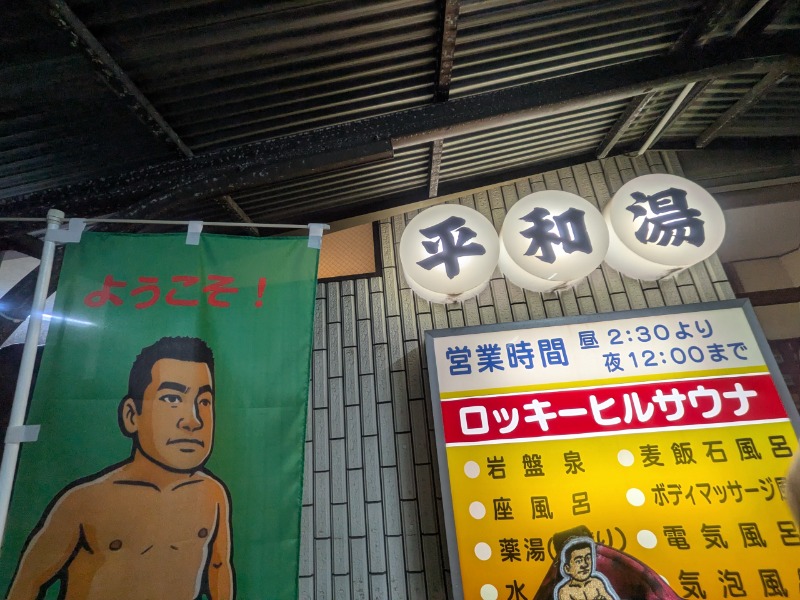 ようこそ！
平和湯
営業時間 昼 2:30より
夜12:00まで
ロッキーヒルサウナ
岩盤泉
麦飯石風呂
座風呂
ボディマッサージ
薬湯
り)
電気風呂
水
気泡風